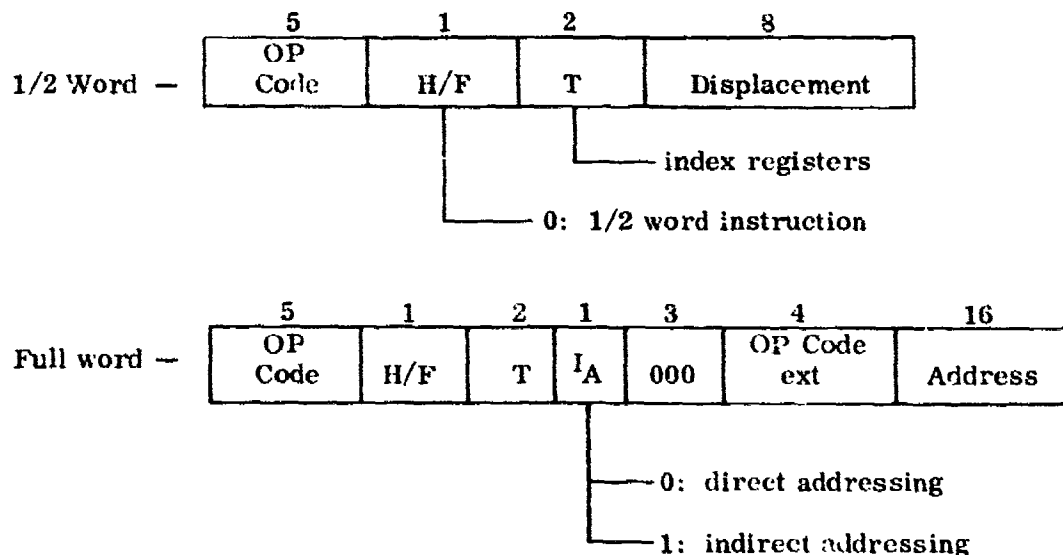 5 1 2 8
1/2 Word — OP Code H/F T Displacement
index registers
0: 1/2 word instruction
5 1 2 1 3 4 16
Full word — OP Code H/F T IA 000 OP Code ext Address
0: direct addressing
1: indirect addressing